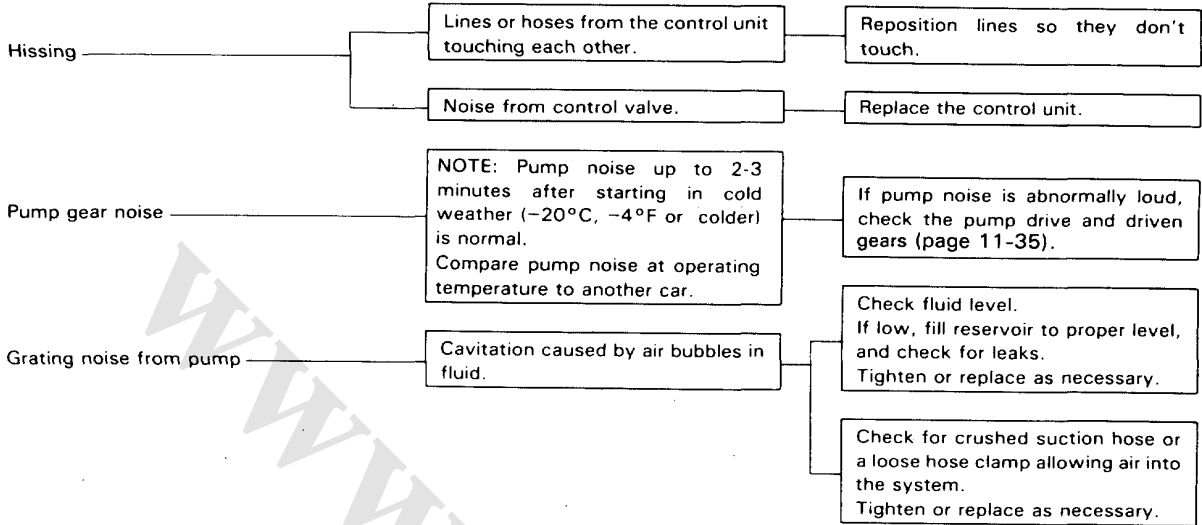 Hissing
Lines or hoses from the control unit
touching each other.
Reposition lines so they don't
touch.
Noise from control valve.
Replace the control unit.
Pump gear noise
NOTE: Pump noise up to 2-3
minutes after starting in cold
weather (−20°C, −4°F or colder)
is normal.
Compare pump noise at operating
temperature to another car.
If pump noise is abnormally loud,
check the pump drive and driven
gears (page 11-35).
Grating noise from pump
Cavitation caused by air bubbles in
fluid.
Check fluid level.
If low, fill reservoir to proper level,
and check for leaks.
Tighten or replace as necessary.
Check for crushed suction hose or
a loose hose clamp allowing air into
the system.
Tighten or replace as necessary.
www